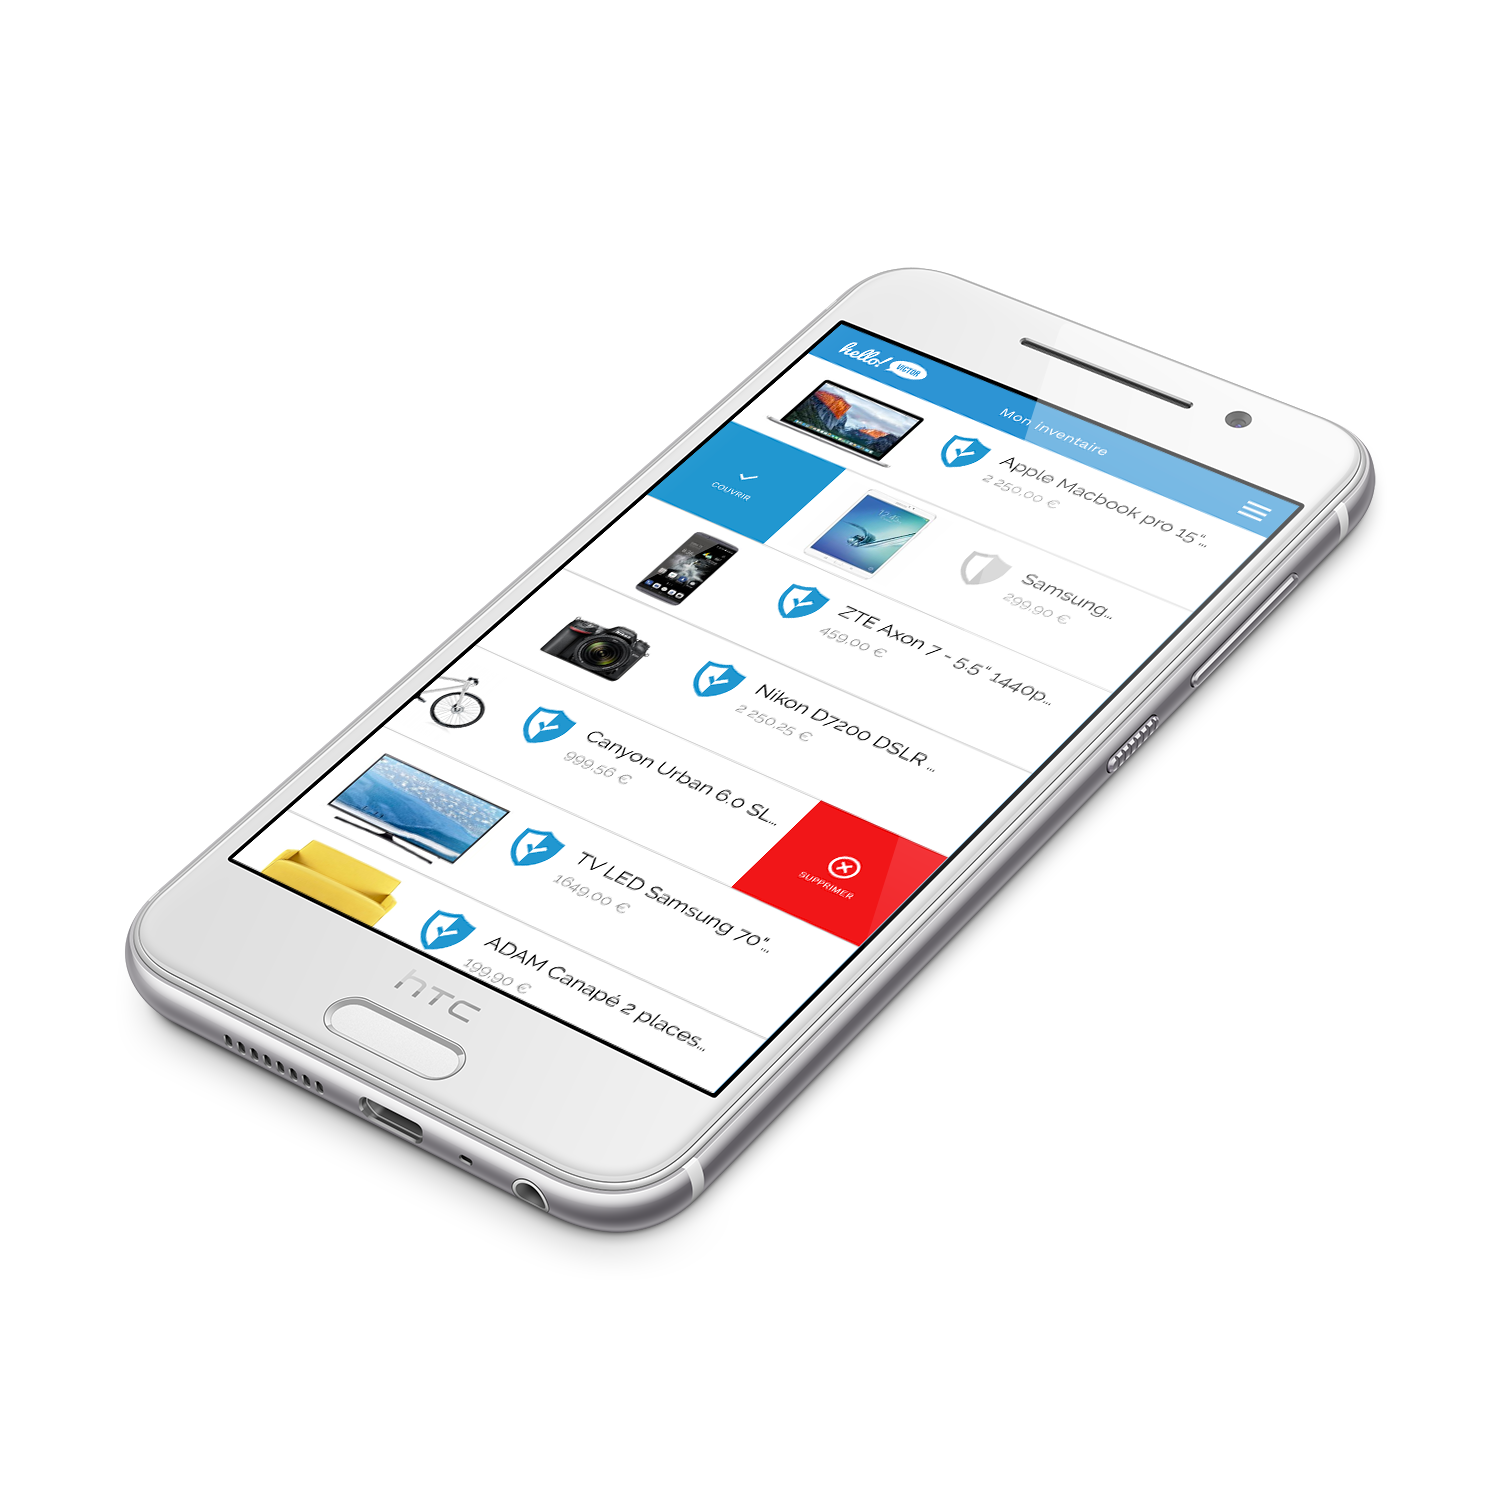 hello! VICTOR
Mon inventaire
Apple Macbook pro 15"...
2 250.00 €
COUVRIR
Samsung...
299.90 €
ZTE Axon 7 - 5.5" 1440p...
459.00 €
Nikon D7200 DSLR ...
2 250.25 €
Canyon Urban 6.0 SL...
999.56 €
SUPPRIMER
TV LED Samsung 70"...
1649.00 €
ADAM Canapé 2 places...
199.90 €
hTC